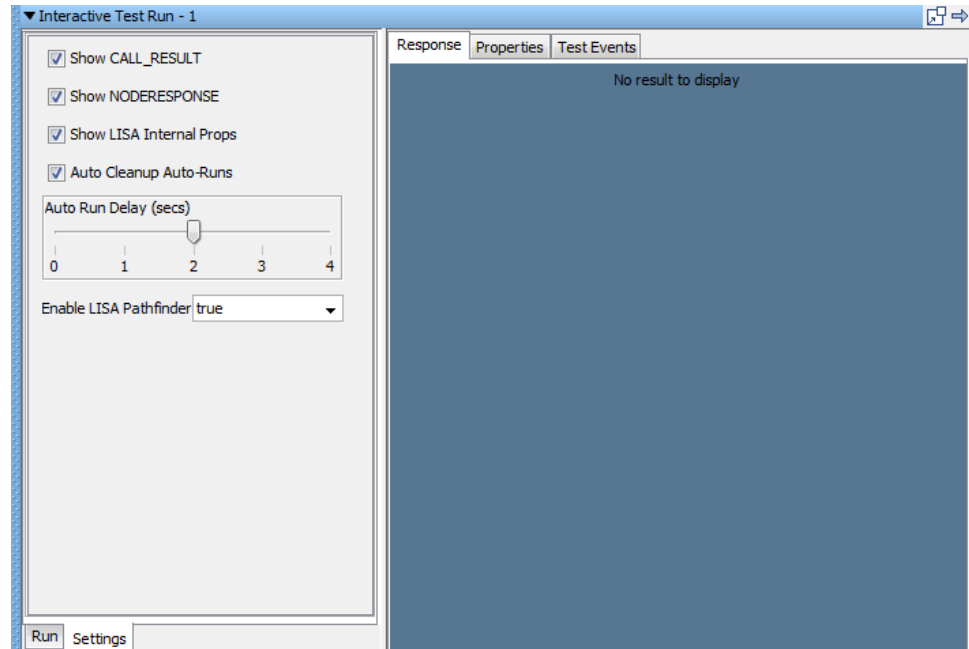 Interactive Test Run - 1
Show CALL_RESULT
Show NODERESPONSE
Show LISA Internal Props
Auto Cleanup Auto-Runs
Auto Run Delay (secs)
0 1 2 3 4
Enable LISA Pathfinder true
Run Settings
Response Properties Test Events
No result to display